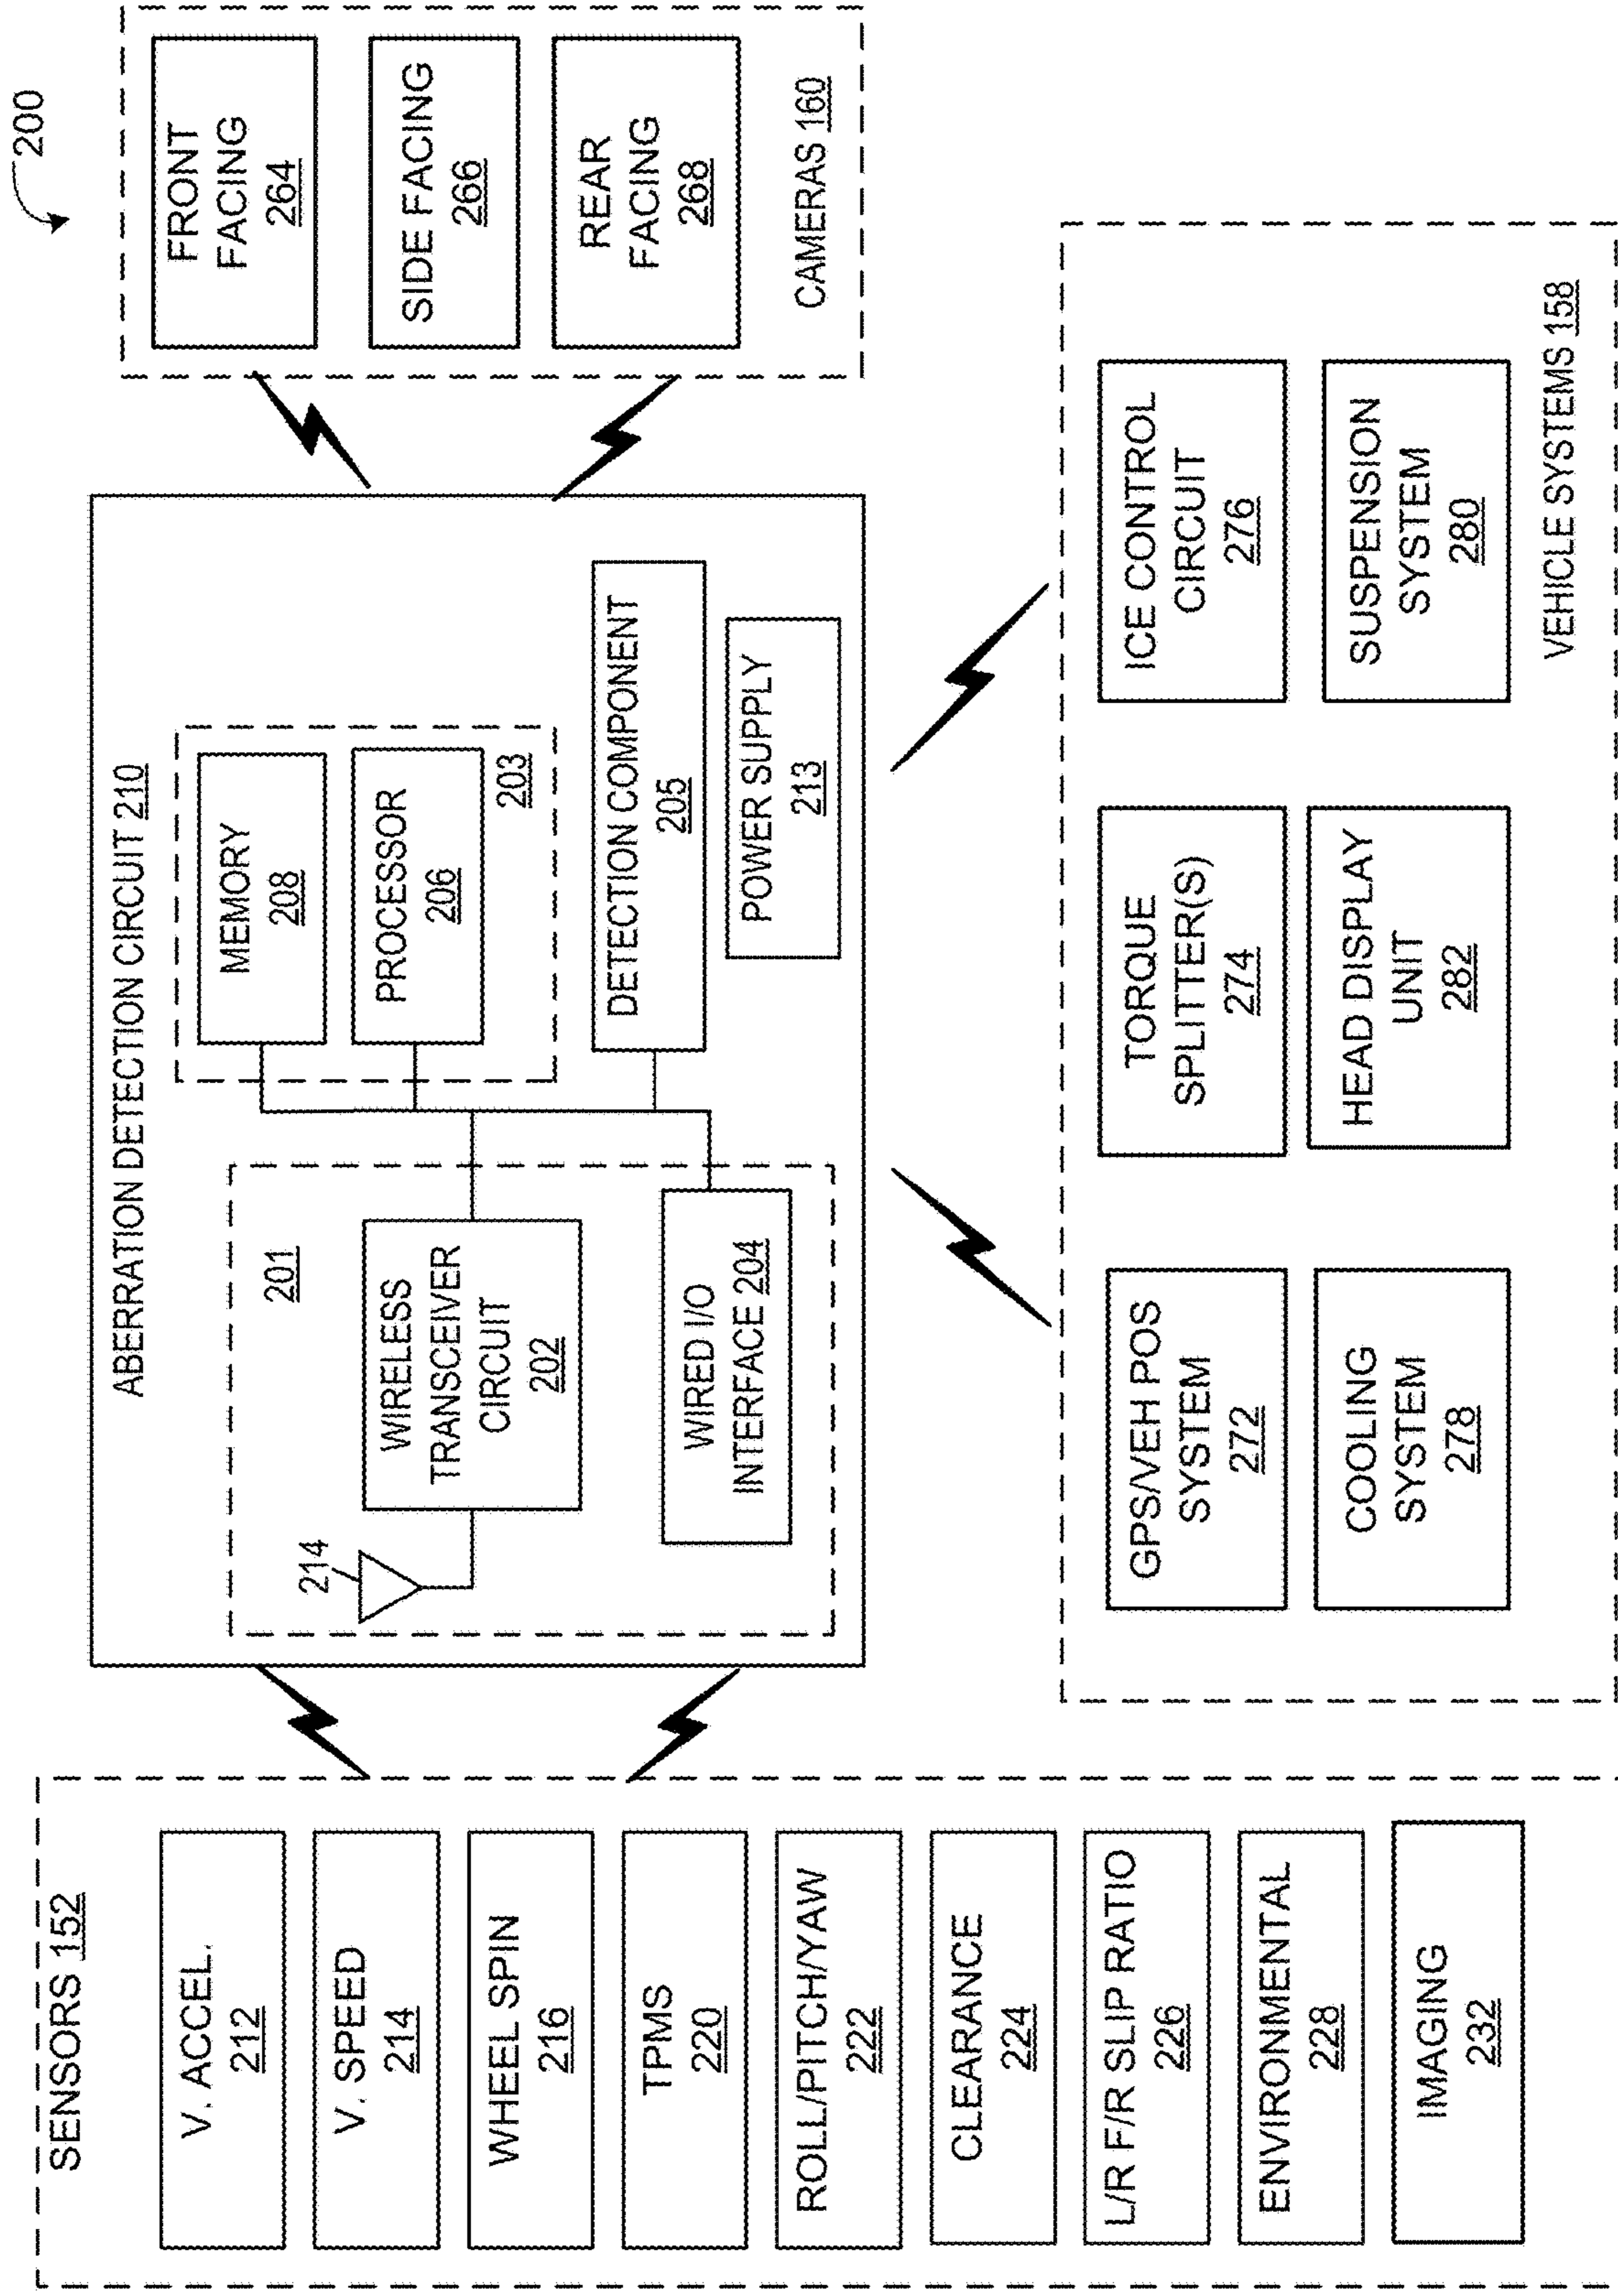 200
SENSORS 152
V. ACCEL.
212
V. SPEED
214
WHEEL SPIN
216
TPMS
220
ROLL/PITCH/YAW
222
CLEARANCE
224
L/R F/R SLIP RATIO
226
ENVIRONMENTAL
228
IMAGING
232
ABERRATION DETECTION CIRCUIT 210
201
214
WIRELESS
TRANSCEIVER
CIRCUIT
202
WIRED I/O
INTERFACE 204
MEMORY
208
PROCESSOR
206
203
DETECTION COMPONENT
205
POWER SUPPLY
213
FRONT
FACING
264
SIDE FACING
266
REAR
FACING
268
CAMERAS 160
GPS/VEH POS
SYSTEM
272
TORQUE
SPLITTER(S)
274
ICE CONTROL
CIRCUIT
276
COOLING
SYSTEM
278
HEAD DISPLAY
UNIT
282
SUSPENSION
SYSTEM
280
VEHICLE SYSTEMS 158